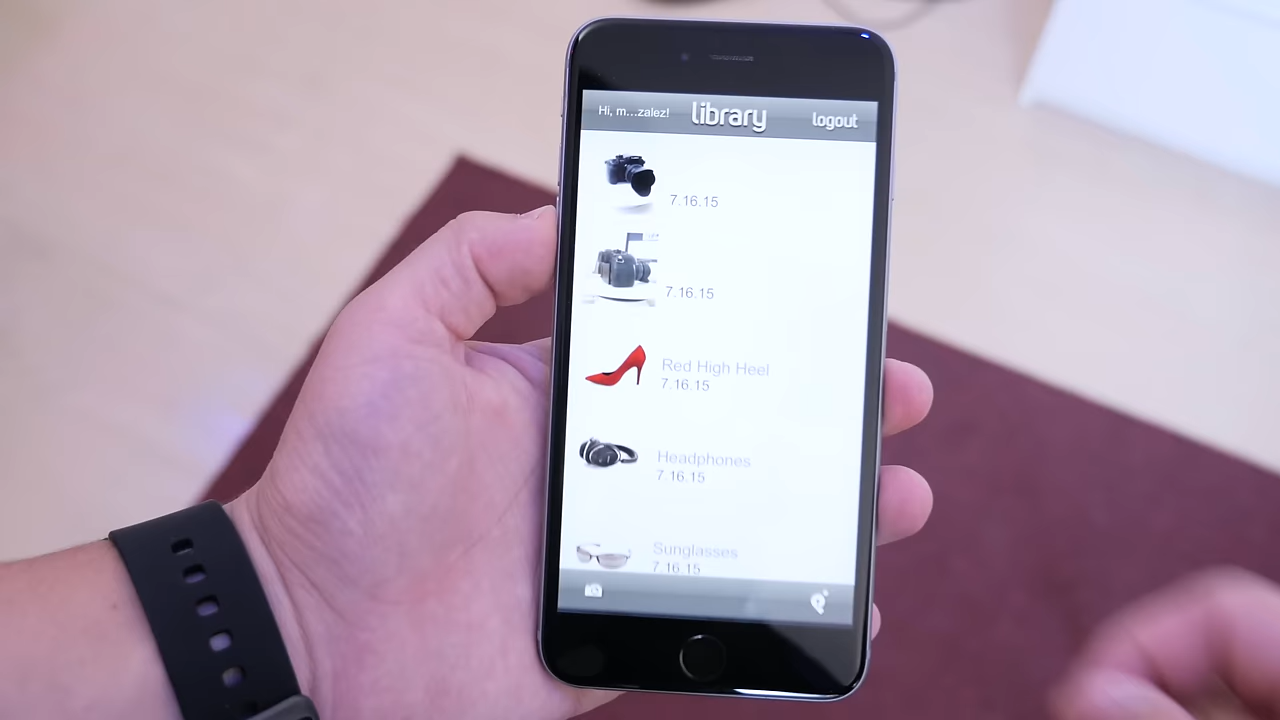 Hi, m...zalez! library logout
7.16.15
7.16.15
Red High Heel
7.16.15
Headphones
7.16.15
Sunglasses
7.16.15